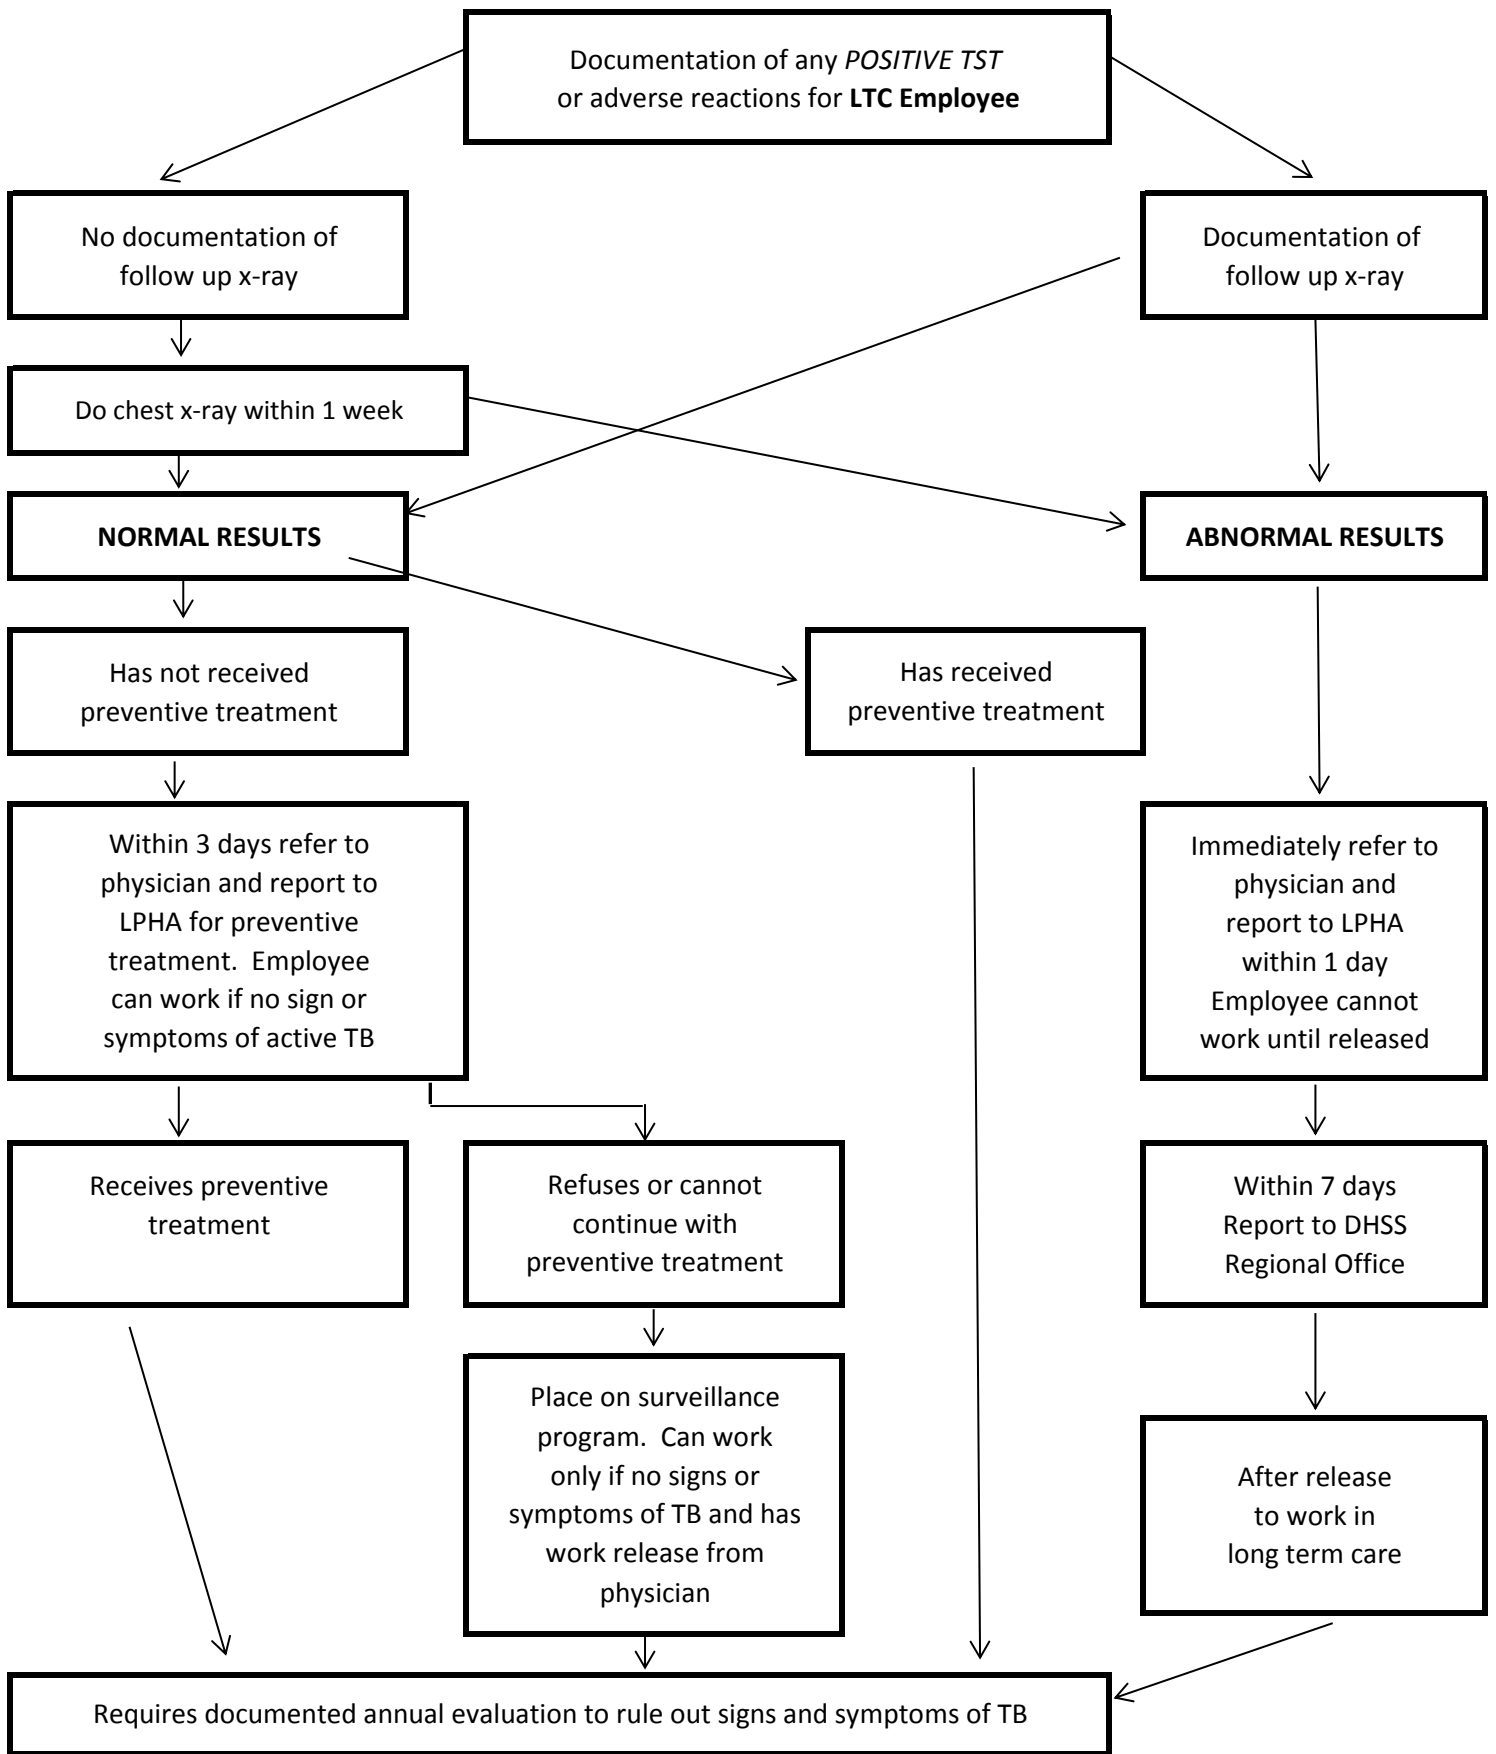 Documentation of any POSITIVE TST
or adverse reactions for LTC Employee
No documentation of
follow up x-ray
Documentation of
follow up x-ray
Do chest x-ray within 1 week
NORMAL RESULTS
ABNORMAL RESULTS
Has not received
preventive treatment
Has received
preventive treatment
Within 3 days refer to
physician and report to
LPHA for preventive
treatment.  Employee
can work if no sign or
symptoms of active TB
Immediately refer to
physician and
report to LPHA
within 1 day
Employee cannot
work until released
Receives preventive
treatment
Refuses or cannot
continue with
preventive treatment
Within 7 days
Report to DHSS
Regional Office
Place on surveillance
program.  Can work
only if no signs or
symptoms of TB and has
work release from
physician
After release
to work in
long term care
Requires documented annual evaluation to rule out signs and symptoms of TB